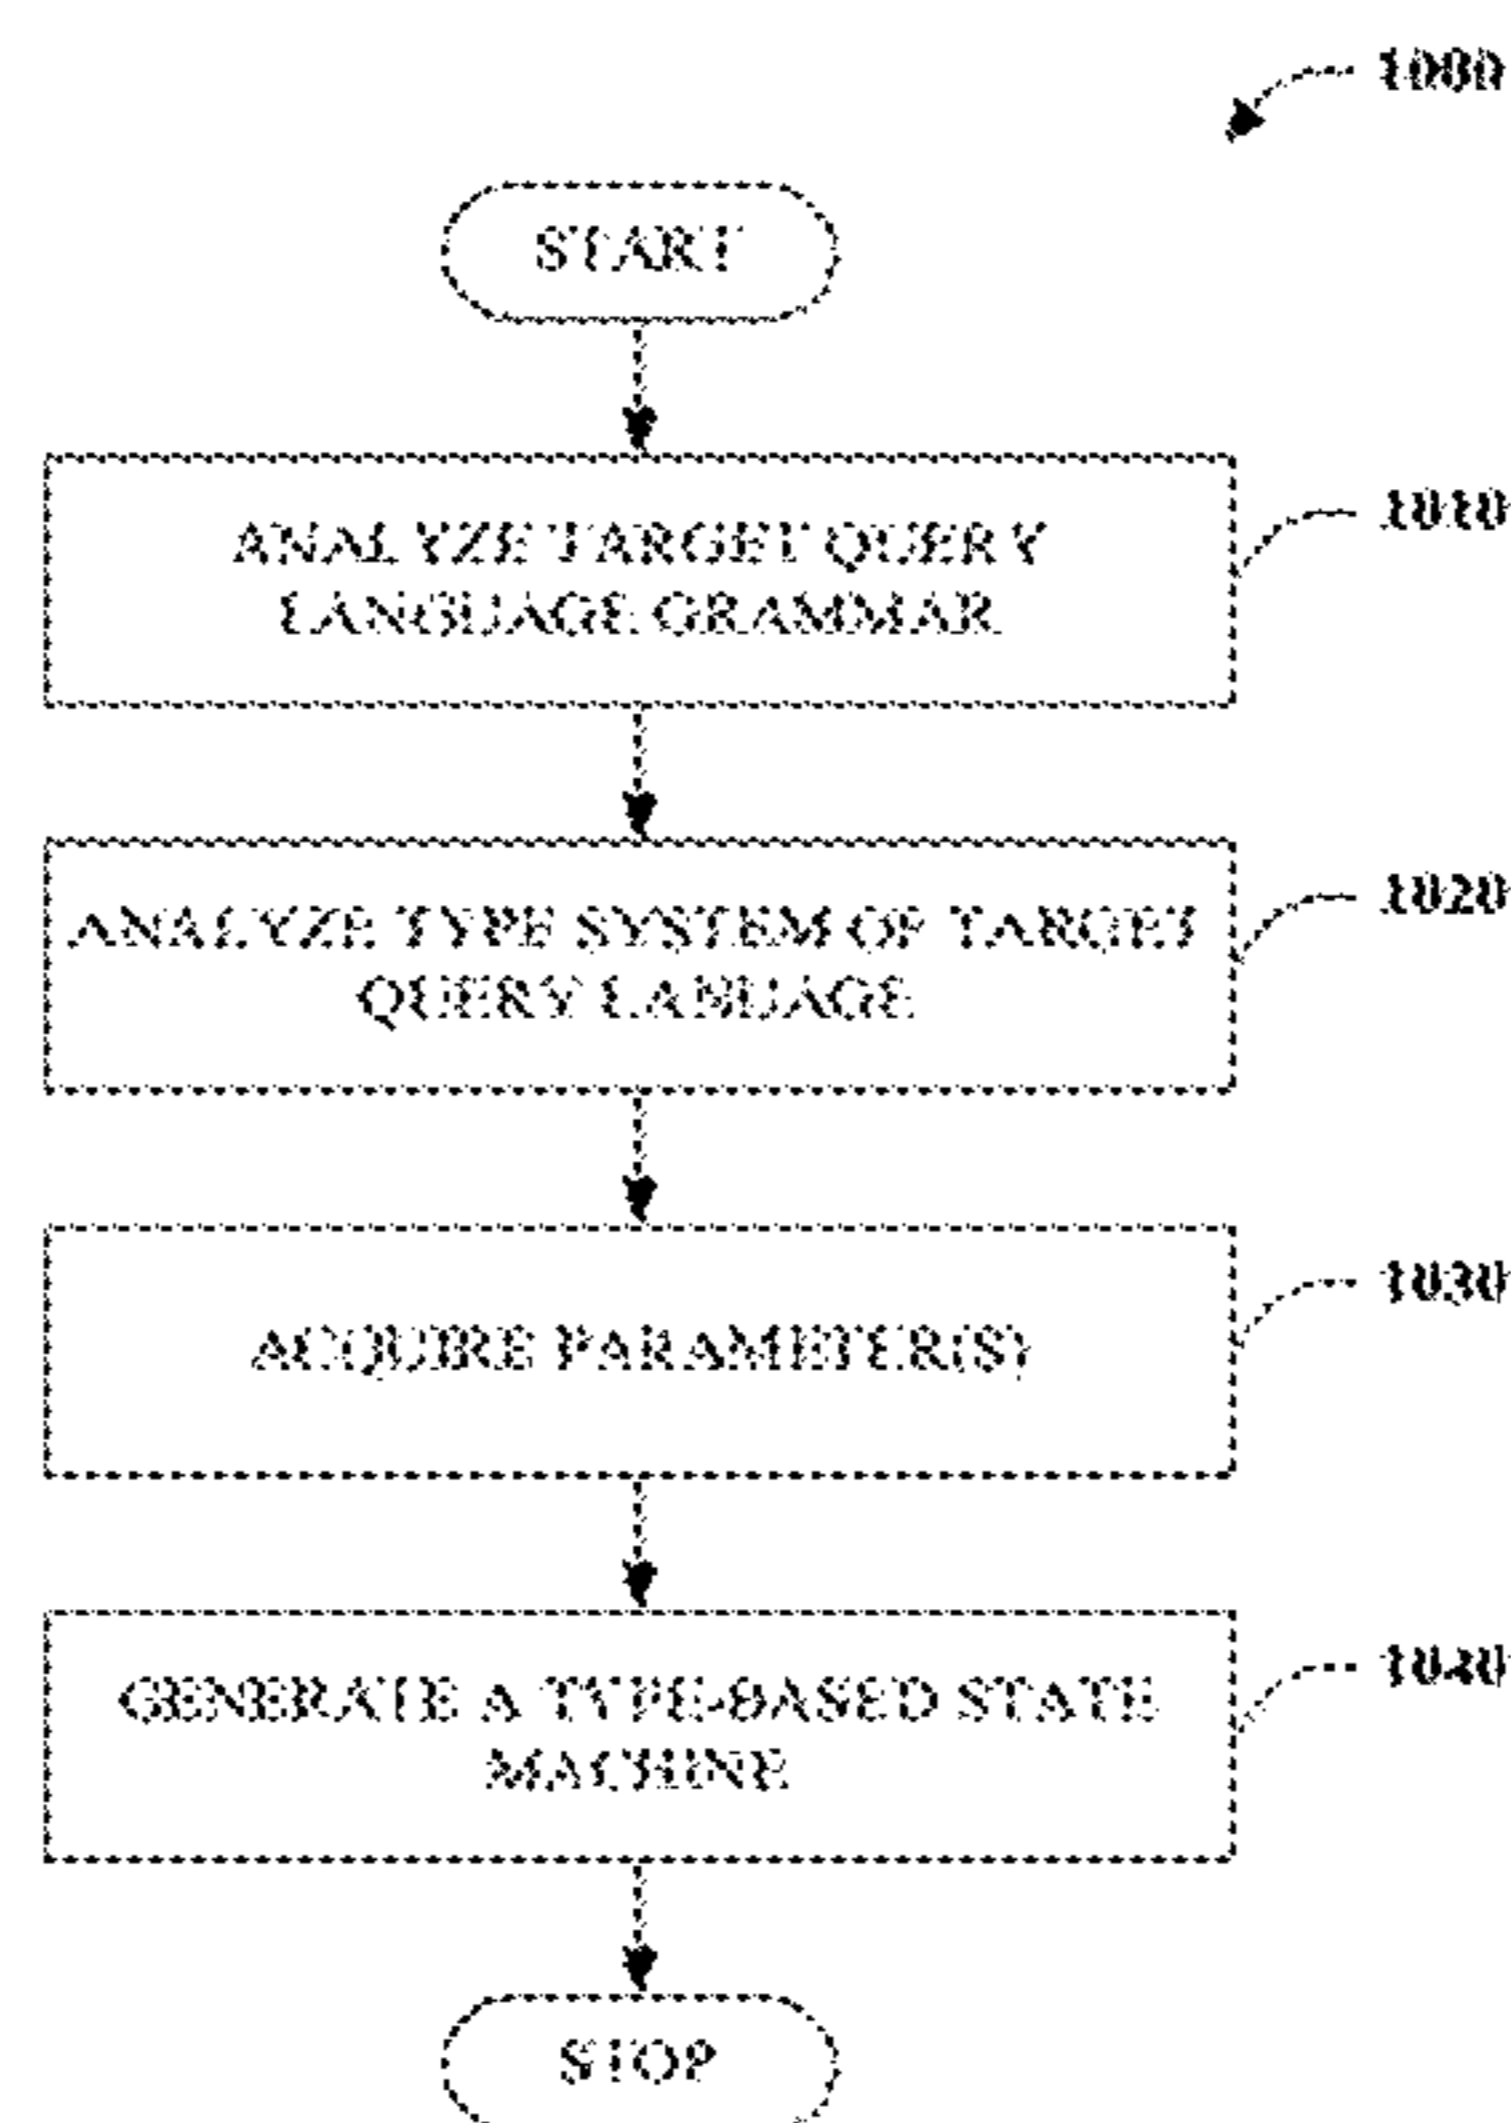 1000
START
ANALYZE TARGET QUERY
LANGUAGE GRAMMAR
1010
ANALYZE TYPE SYSTEM OF TARGET
QUERY LANUAGE
1020
ACQUIRE PARAMETER(S)
1030
GENERATE A TYPE-BASED STATE
MACHINE
1040
STOP